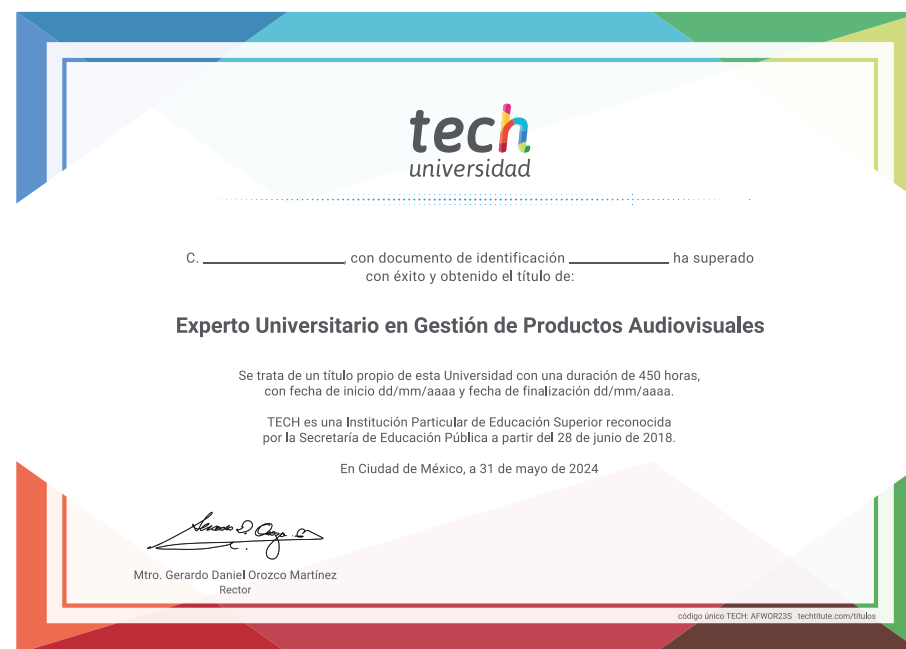 tech
universidad
C. ____________, con documento de identificación ____________ ha superado
con éxito y obtenido el título de:
Experto Universitario en Gestión de Productos Audiovisuales
Se trata de un título propio de esta Universidad con una duración de 450 horas,
con fecha de inicio dd/mm/aaaa y fecha de finalización dd/mm/aaaa.
TECH es una Institución Particular de Educación Superior reconocida
por la Secretaría de Educación Pública a partir del 28 de junio de 2018.
En Ciudad de México, a 31 de mayo de 2024
Mtro. Gerardo Daniel Orozco Martínez
Rector
código único TECH: AFWOR23S techtitute.com/titulos